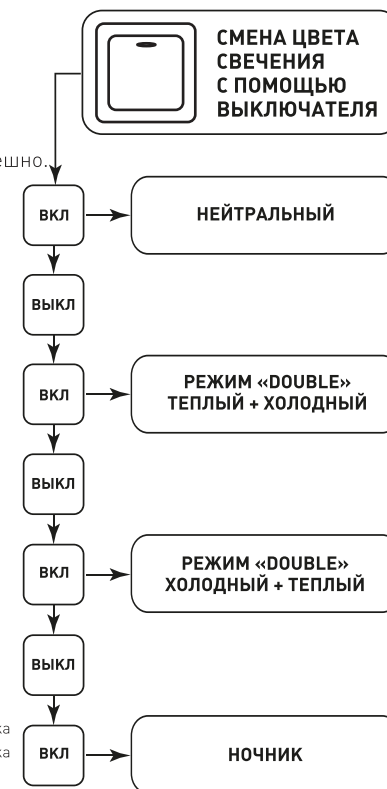 СМЕНА ЦВЕТА
СВЕЧЕНИЯ
С ПОМОЩЬЮ
ВЫКЛЮЧАТЕЛЯ
ВКЛ
НЕЙТРАЛЬНЫЙ
ВЫКЛ
ВКЛ
РЕЖИМ «DOUBLE»
ТЕПЛЫЙ + ХОЛОДНЫЙ
ВЫКЛ
ВКЛ
РЕЖИМ «DOUBLE»
ХОЛОДНЫЙ + ТЕПЛЫЙ
ВЫКЛ
ВКЛ
НОЧНИК